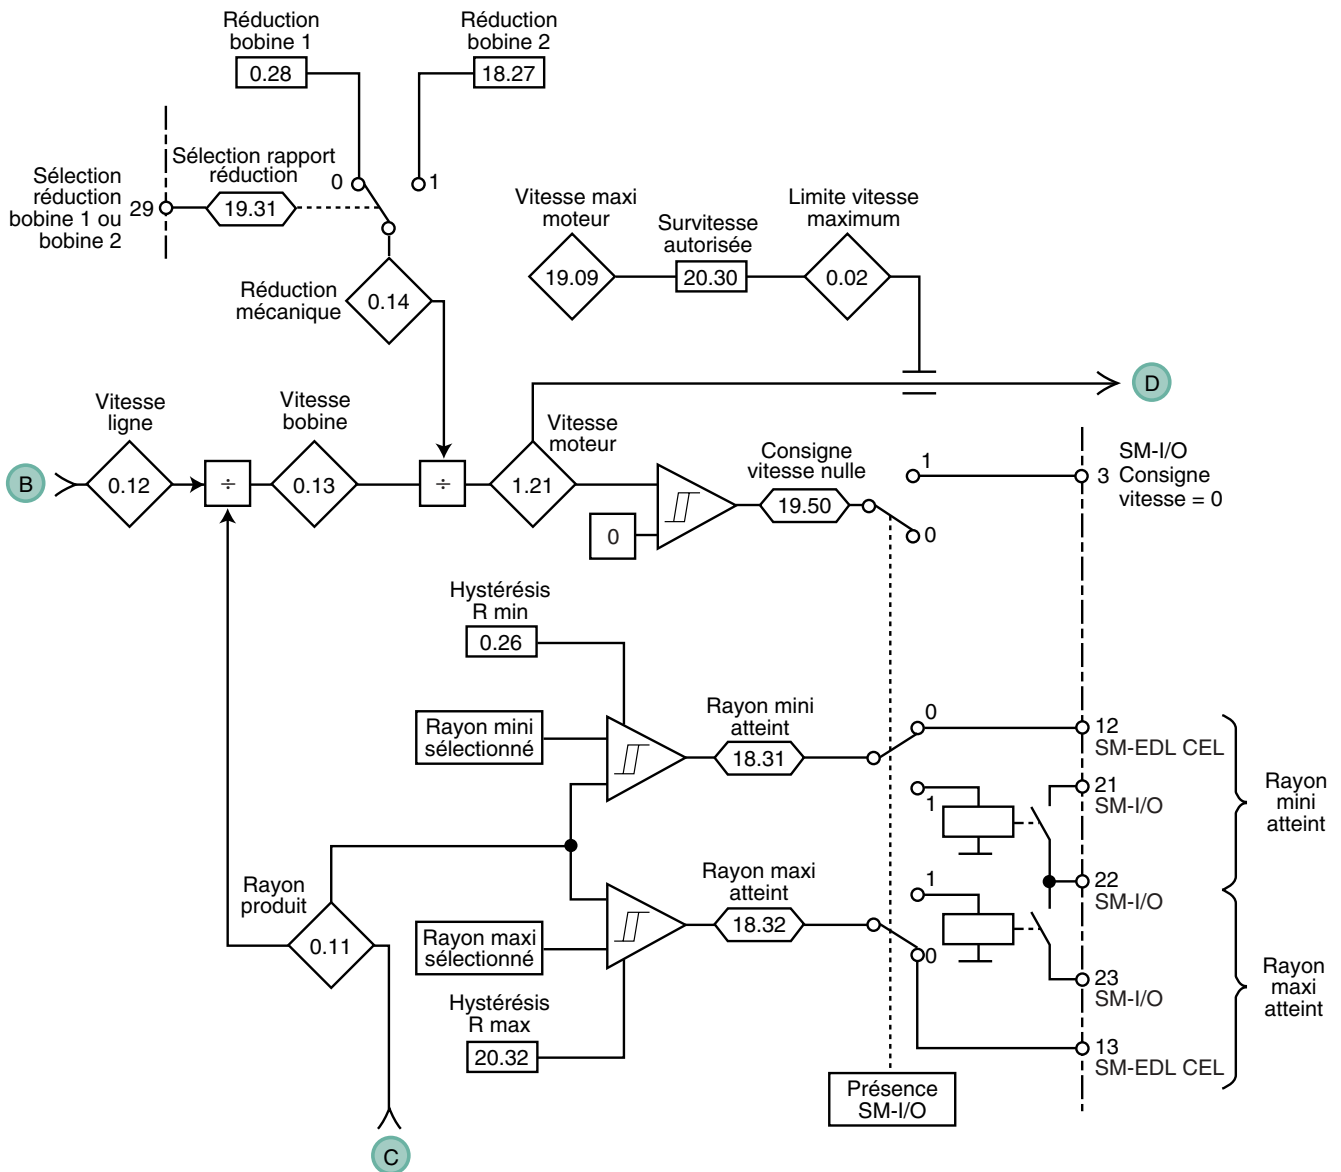 Réduction
bobine 1
0.28
Réduction
bobine 2
18.27
Sélection
réduction
bobine 1 ou
bobine 2
29
Sélection rapport
réduction
19.31
0
1
Réduction
mécanique
0.14
Vitesse maxi
moteur
19.09
Survitesse
autorisée
20.30
Limite vitesse
maximum
0.02
D
B
Vitesse
ligne
0.12
÷
Vitesse
bobine
0.13
÷
Vitesse
moteur
1.21
0
Consigne
vitesse nulle
19.50
1
0
3
SM-I/O
Consigne
vitesse = 0
Hystérésis
R min
0.26
Rayon mini
sélectionné
Rayon mini
atteint
18.31
0
1
12
SM-EDL CEL
21
SM-I/O
22
SM-I/O
Rayon
mini
atteint
Rayon
produit
0.11
Rayon maxi
sélectionné
Hystérésis
R max
20.32
Rayon maxi
atteint
18.32
1
0
23
SM-I/O
13
SM-EDL CEL
Rayon
maxi
atteint
Présence
SM-I/O
C